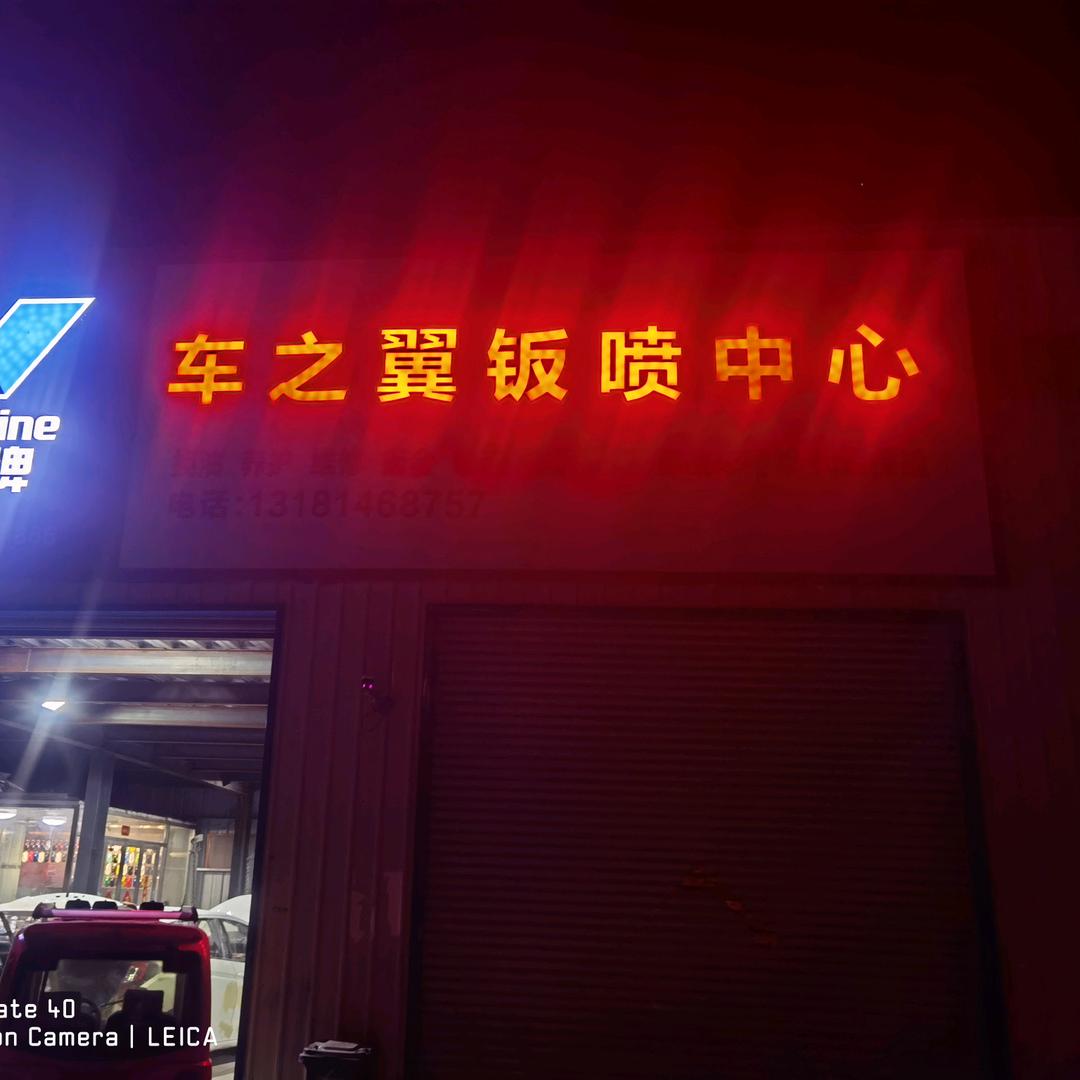 车之翼钣喷中心
电话:13181468757
ine
牌
ate 40
on Camera | LEICA